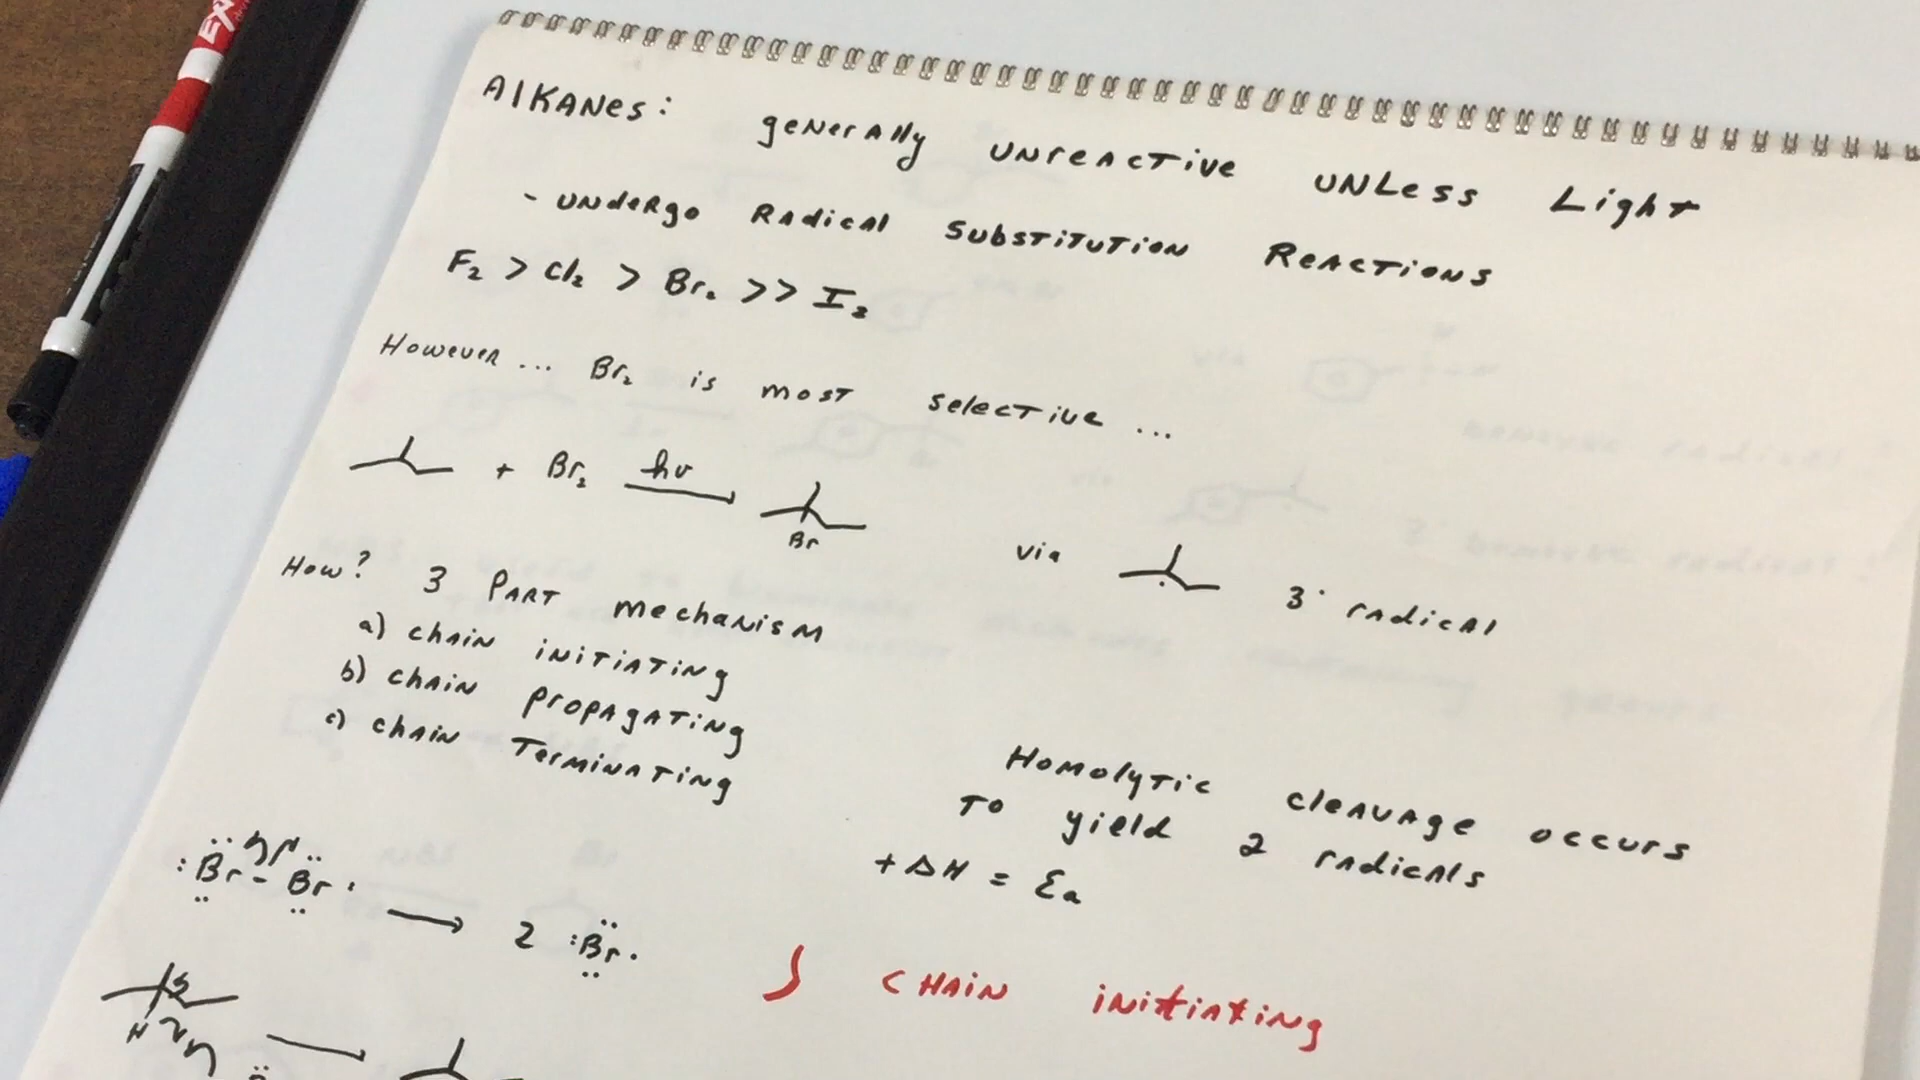 EX
AlKANes: generally unreactive unless Light
- undergo Radical Substitution Reactions
F₂ > Cl₂ > Br₂ >> I₂
However ... Br₂ is most selective ...
+ Br₂ hv
Br
via
3° radical
How? 3 Part mechanism
a) chain initiating
b) chain propagating
c) chain Terminating
Homolytic cleavage occurs
to yield 2 radicals
+ΔH = Ea
:Br-Br: → 2 :Br·
} CHAIN initiating
H